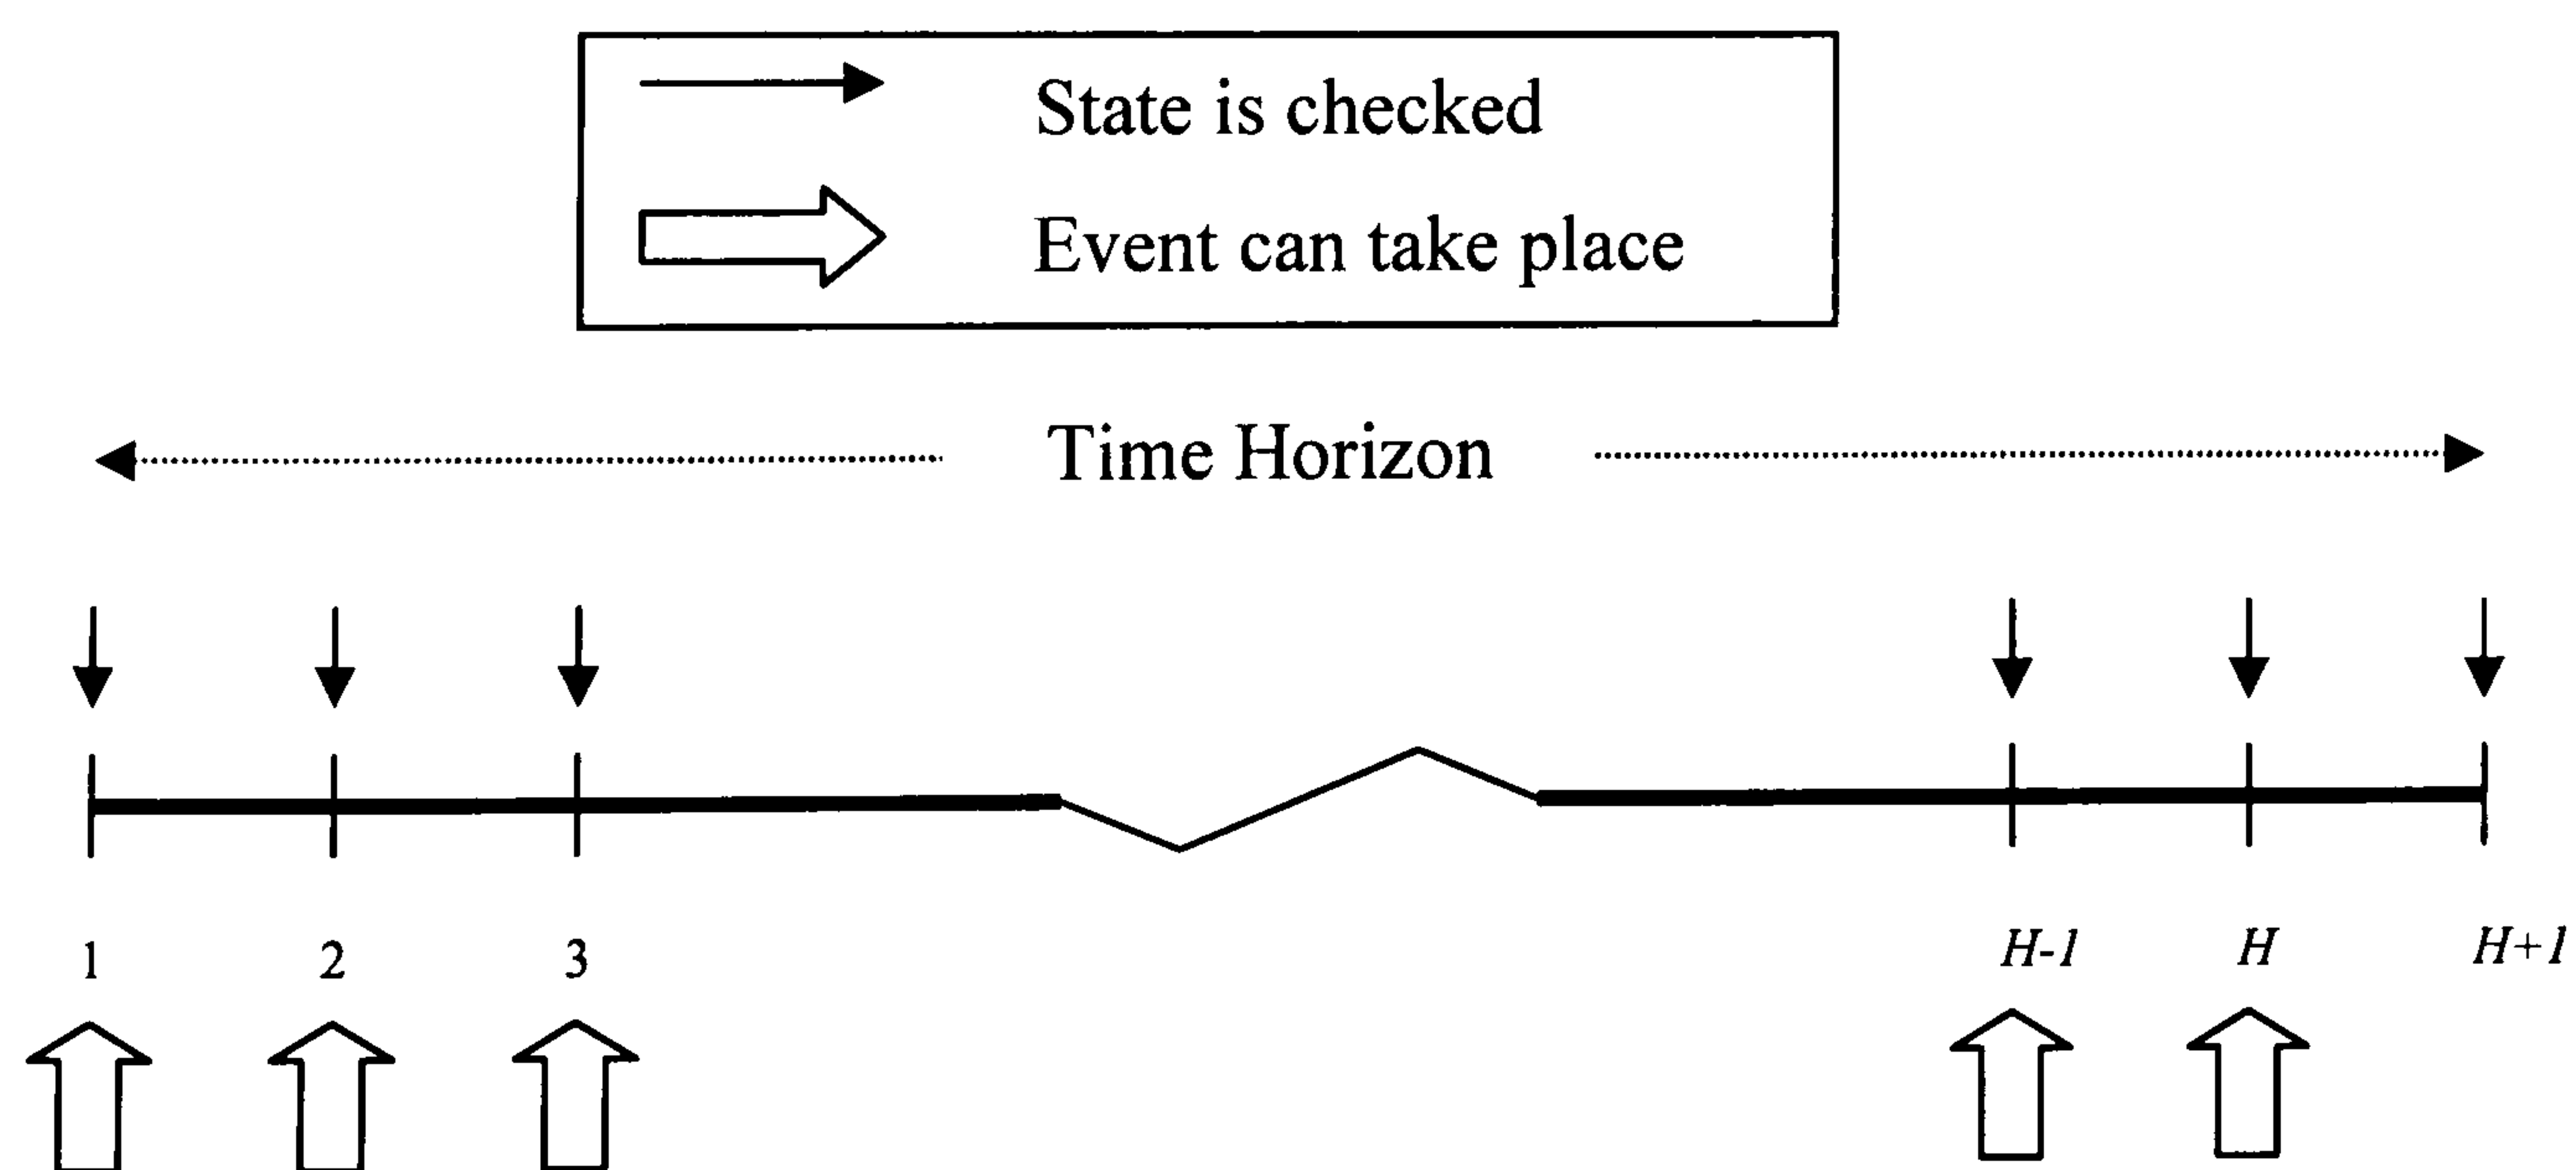 State is checked
Event can take place
Time Horizon
1 2 3 H-1 H H+1